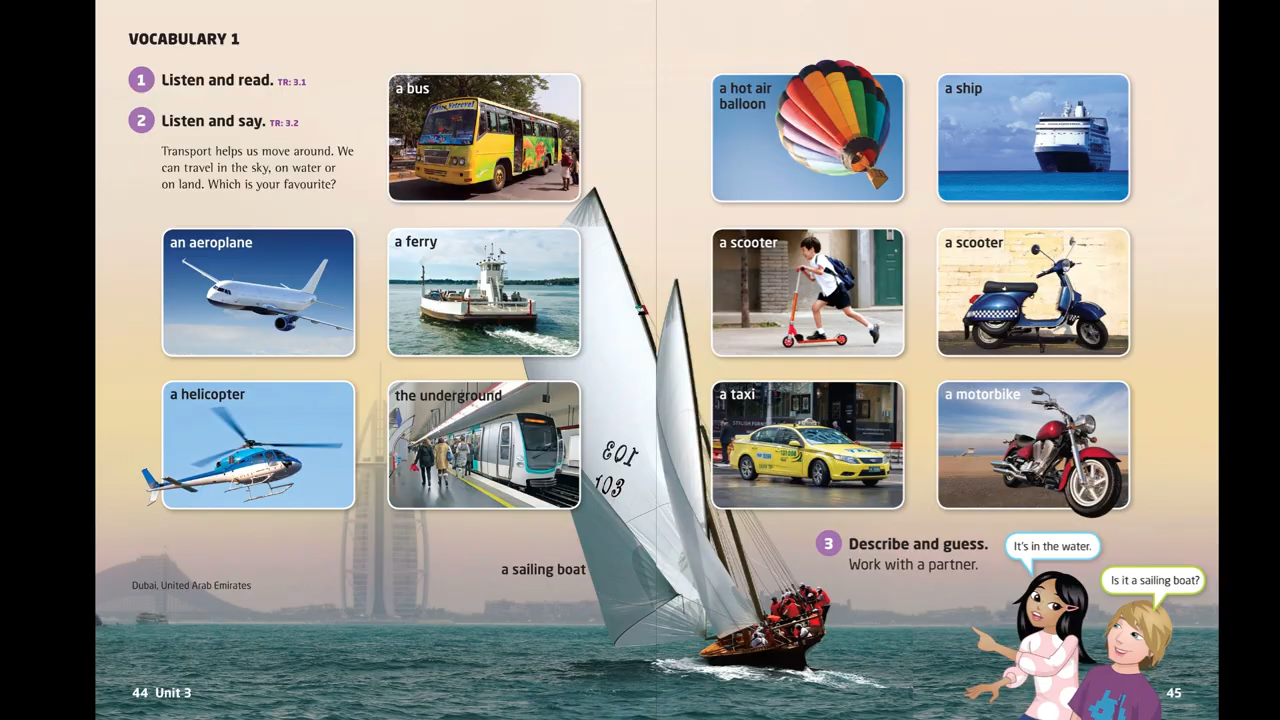 VOCABULARY 1
1 Listen and read. TR: 3.1
2 Listen and say. TR: 3.2
Transport helps us move around. We
can travel in the sky, on water or
on land. Which is your favourite?
a bus
a hot air
balloon
a ship
an aeroplane
a ferry
a scooter
a scooter
a helicopter
the underground
a taxi
a motorbike
103
103
a sailing boat
Dubai, United Arab Emirates
3 Describe and guess.
Work with a partner.
It's in the water.
Is it a sailing boat?
44 Unit 3
45